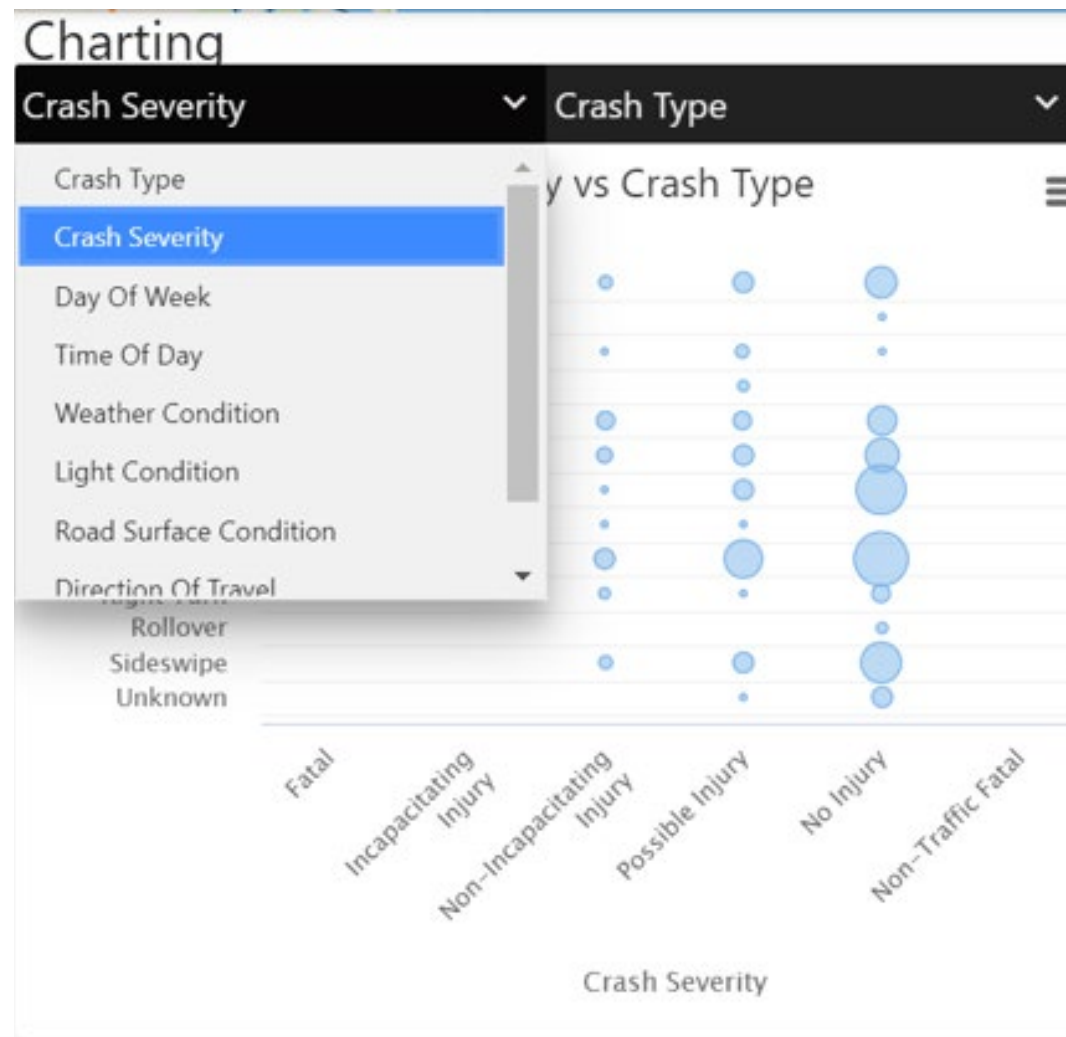 Charting
Crash Severity
Crash Type
Crash Type
Crash Severity
Day Of Week
Time Of Day
Weather Condition
Light Condition
Road Surface Condition
Direction Of Travel
y vs Crash Type
Right Turn
Rollover
Sideswipe
Unknown
Fatal
Incapacitating
Injury
Non-Incapacitating
Injury
Possible Injury
No Injury
Non-Traffic Fatal
Crash Severity